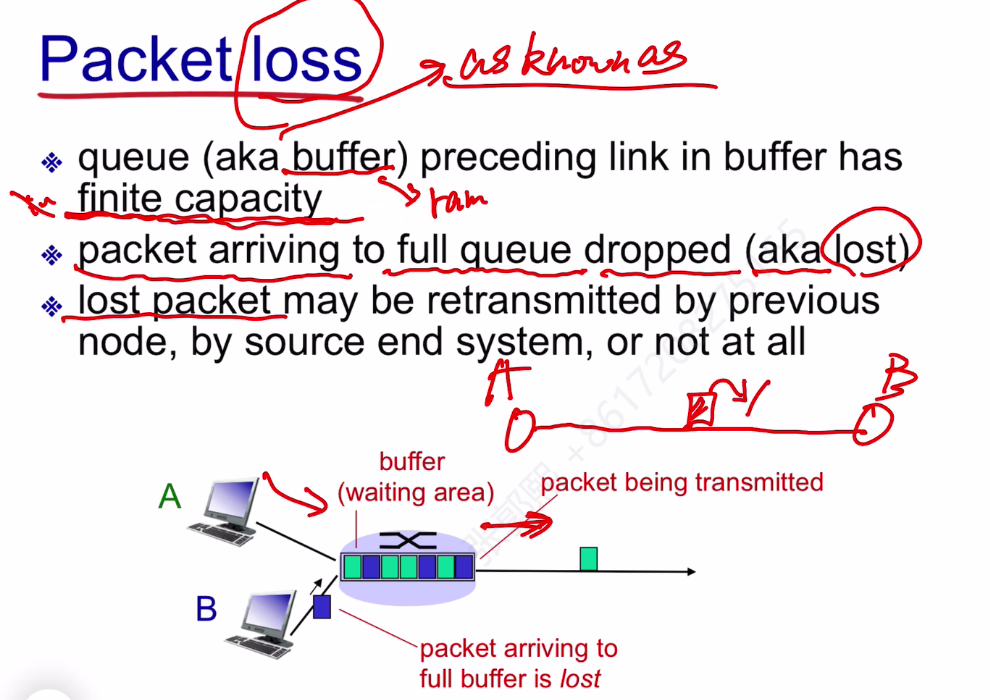 Packet loss
as known as
❖ queue (aka buffer) preceding link in buffer has
finite capacity
ram
❖ packet arriving to full queue dropped (aka lost)
❖ lost packet may be retransmitted by previous
node, by source end system, or not at all
A
B
buffer
(waiting area)
packet being transmitted
A
B
packet arriving to
full buffer is lost